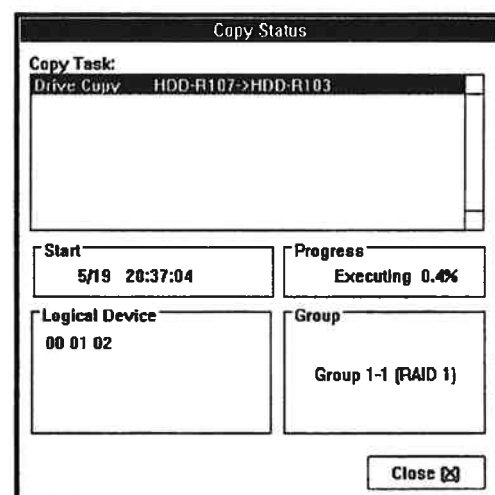 Copy Status
Copy Task:
Drive Copy HDD-R107->HDD-R103
Start
5/19 20:37:04
Progress
Executing 0.4%
Logical Device
00 01 02
Group
Group 1-1 (RAID 1)
Close (X)